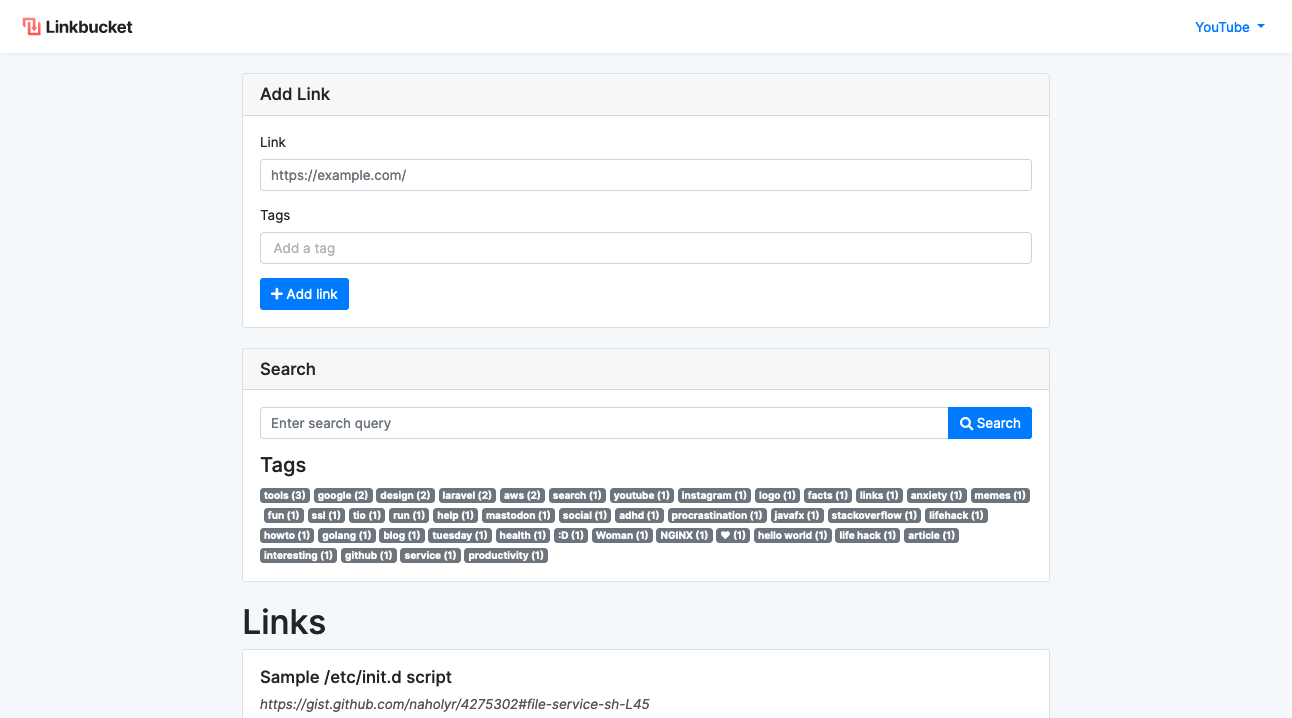 Linkbucket
YouTube
Add Link
Link
https://example.com/
Tags
Add a tag
Add link
Search
Enter search query
Search
Tags
tools (3) google (2) design (2) laravel (2) aws (2) search (1) youtube (1) instagram (1) logo (1) facts (1) links (1) anxiety (1) memes (1)
fun (1) ssl (1) tio (1) run (1) help (1) mastodon (1) social (1) adhd (1) procrastination (1) javafx (1) stackoverflow (1) lifehack (1)
howto (1) golang (1) blog (1) tuesday (1) health (1) :D (1) Woman (1) NGINX (1) ❤ (1) hello world (1) life hack (1) article (1)
interesting (1) github (1) service (1) productivity (1)
Links
Sample /etc/init.d script
https://gist.github.com/naholyr/4275302#file-service-sh-L45